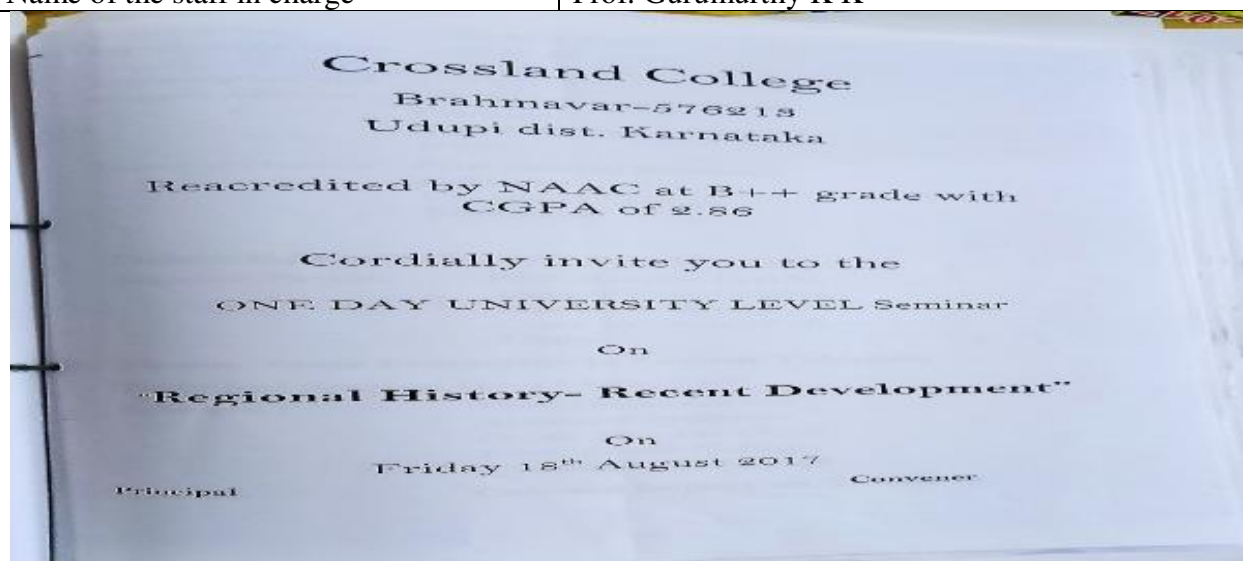 Name of the staff in charge Prof. Gurumurthy K R
Crossland College
Brahmavar-576213
Udupi dist. Karnataka
Reacredited by NAAC at B++ grade with
CGPA of 2.86
Cordially invite you to the
ONE DAY UNIVERSITY LEVEL Seminar
On
"Regional History- Recent Development"
On
Friday 18th August 2017
Principal Convener